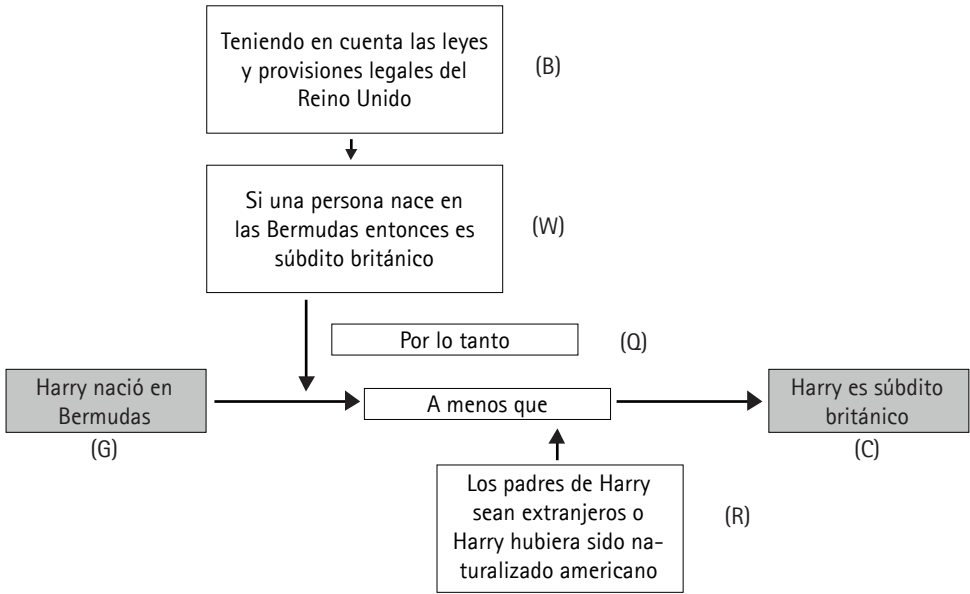 Teniendo en cuenta las leyes
y provisiones legales del
Reino Unido
(B)
Si una persona nace en
las Bermudas entonces es
súbdito británico
(W)
Por lo tanto
(Q)
Harry nació en
Bermudas
(G)
A menos que
Harry es súbdito
británico
(C)
Los padres de Harry
sean extranjeros o
Harry hubiera sido na-
turalizado americano
(R)